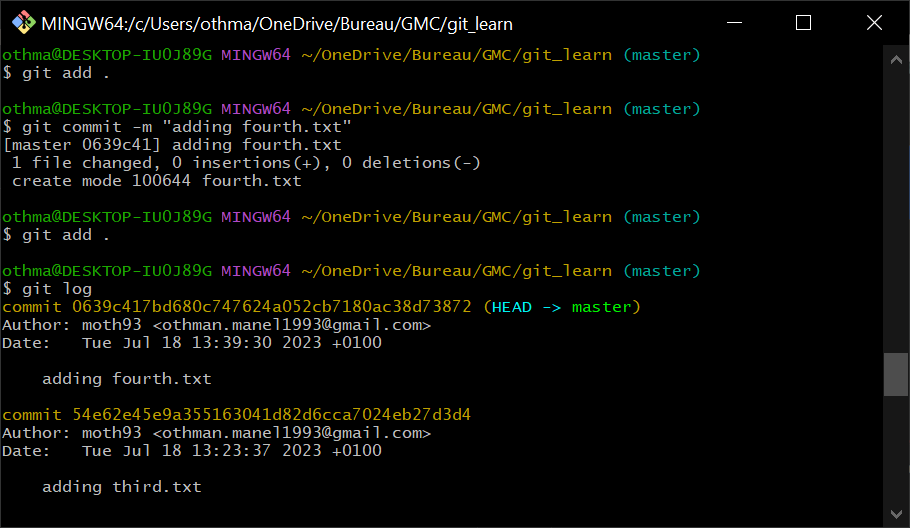 MINGW64:/c/Users/othma/OneDrive/Bureau/GMC/git_learn
othma@DESKTOP-IU0J89G MINGW64 ~/OneDrive/Bureau/GMC/git_learn (master)
$ git add .
othma@DESKTOP-IU0J89G MINGW64 ~/OneDrive/Bureau/GMC/git_learn (master)
$ git commit -m "adding fourth.txt"
[master 0639c41] adding fourth.txt
 1 file changed, 0 insertions(+), 0 deletions(-)
 create mode 100644 fourth.txt
othma@DESKTOP-IU0J89G MINGW64 ~/OneDrive/Bureau/GMC/git_learn (master)
$ git add .
othma@DESKTOP-IU0J89G MINGW64 ~/OneDrive/Bureau/GMC/git_learn (master)
$ git log
commit 0639c417bd680c747624a052cb7180ac38d73872 (HEAD -> master)
Author: moth93 <othman.manel1993@gmail.com>
Date:   Tue Jul 18 13:39:30 2023 +0100
    adding fourth.txt
commit 54e62e45e9a355163041d82d6cca7024eb27d3d4
Author: moth93 <othman.manel1993@gmail.com>
Date:   Tue Jul 18 13:23:37 2023 +0100
    adding third.txt